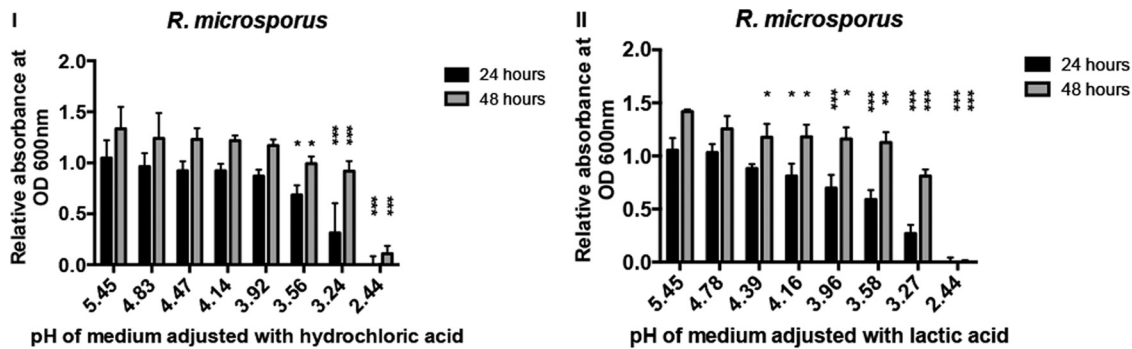 I
R. microsporus
Relative absorbance at
OD 600nm
2.0
1.5
1.0
0.5
0.0
24 hours
48 hours
* *
*** ***
*** ***
5.45 4.83 4.47 4.14 3.92 3.56 3.24 2.44
pH of medium adjusted with hydrochloric acid
II
R. microsporus
Relative absorbance at
OD 600nm
2.0
1.5
1.0
0.5
0.0
24 hours
48 hours
* * * *** * *** ** *** *** *** ***
5.45 4.78 4.39 4.16 3.96 3.58 3.27 2.44
pH of medium adjusted with lactic acid